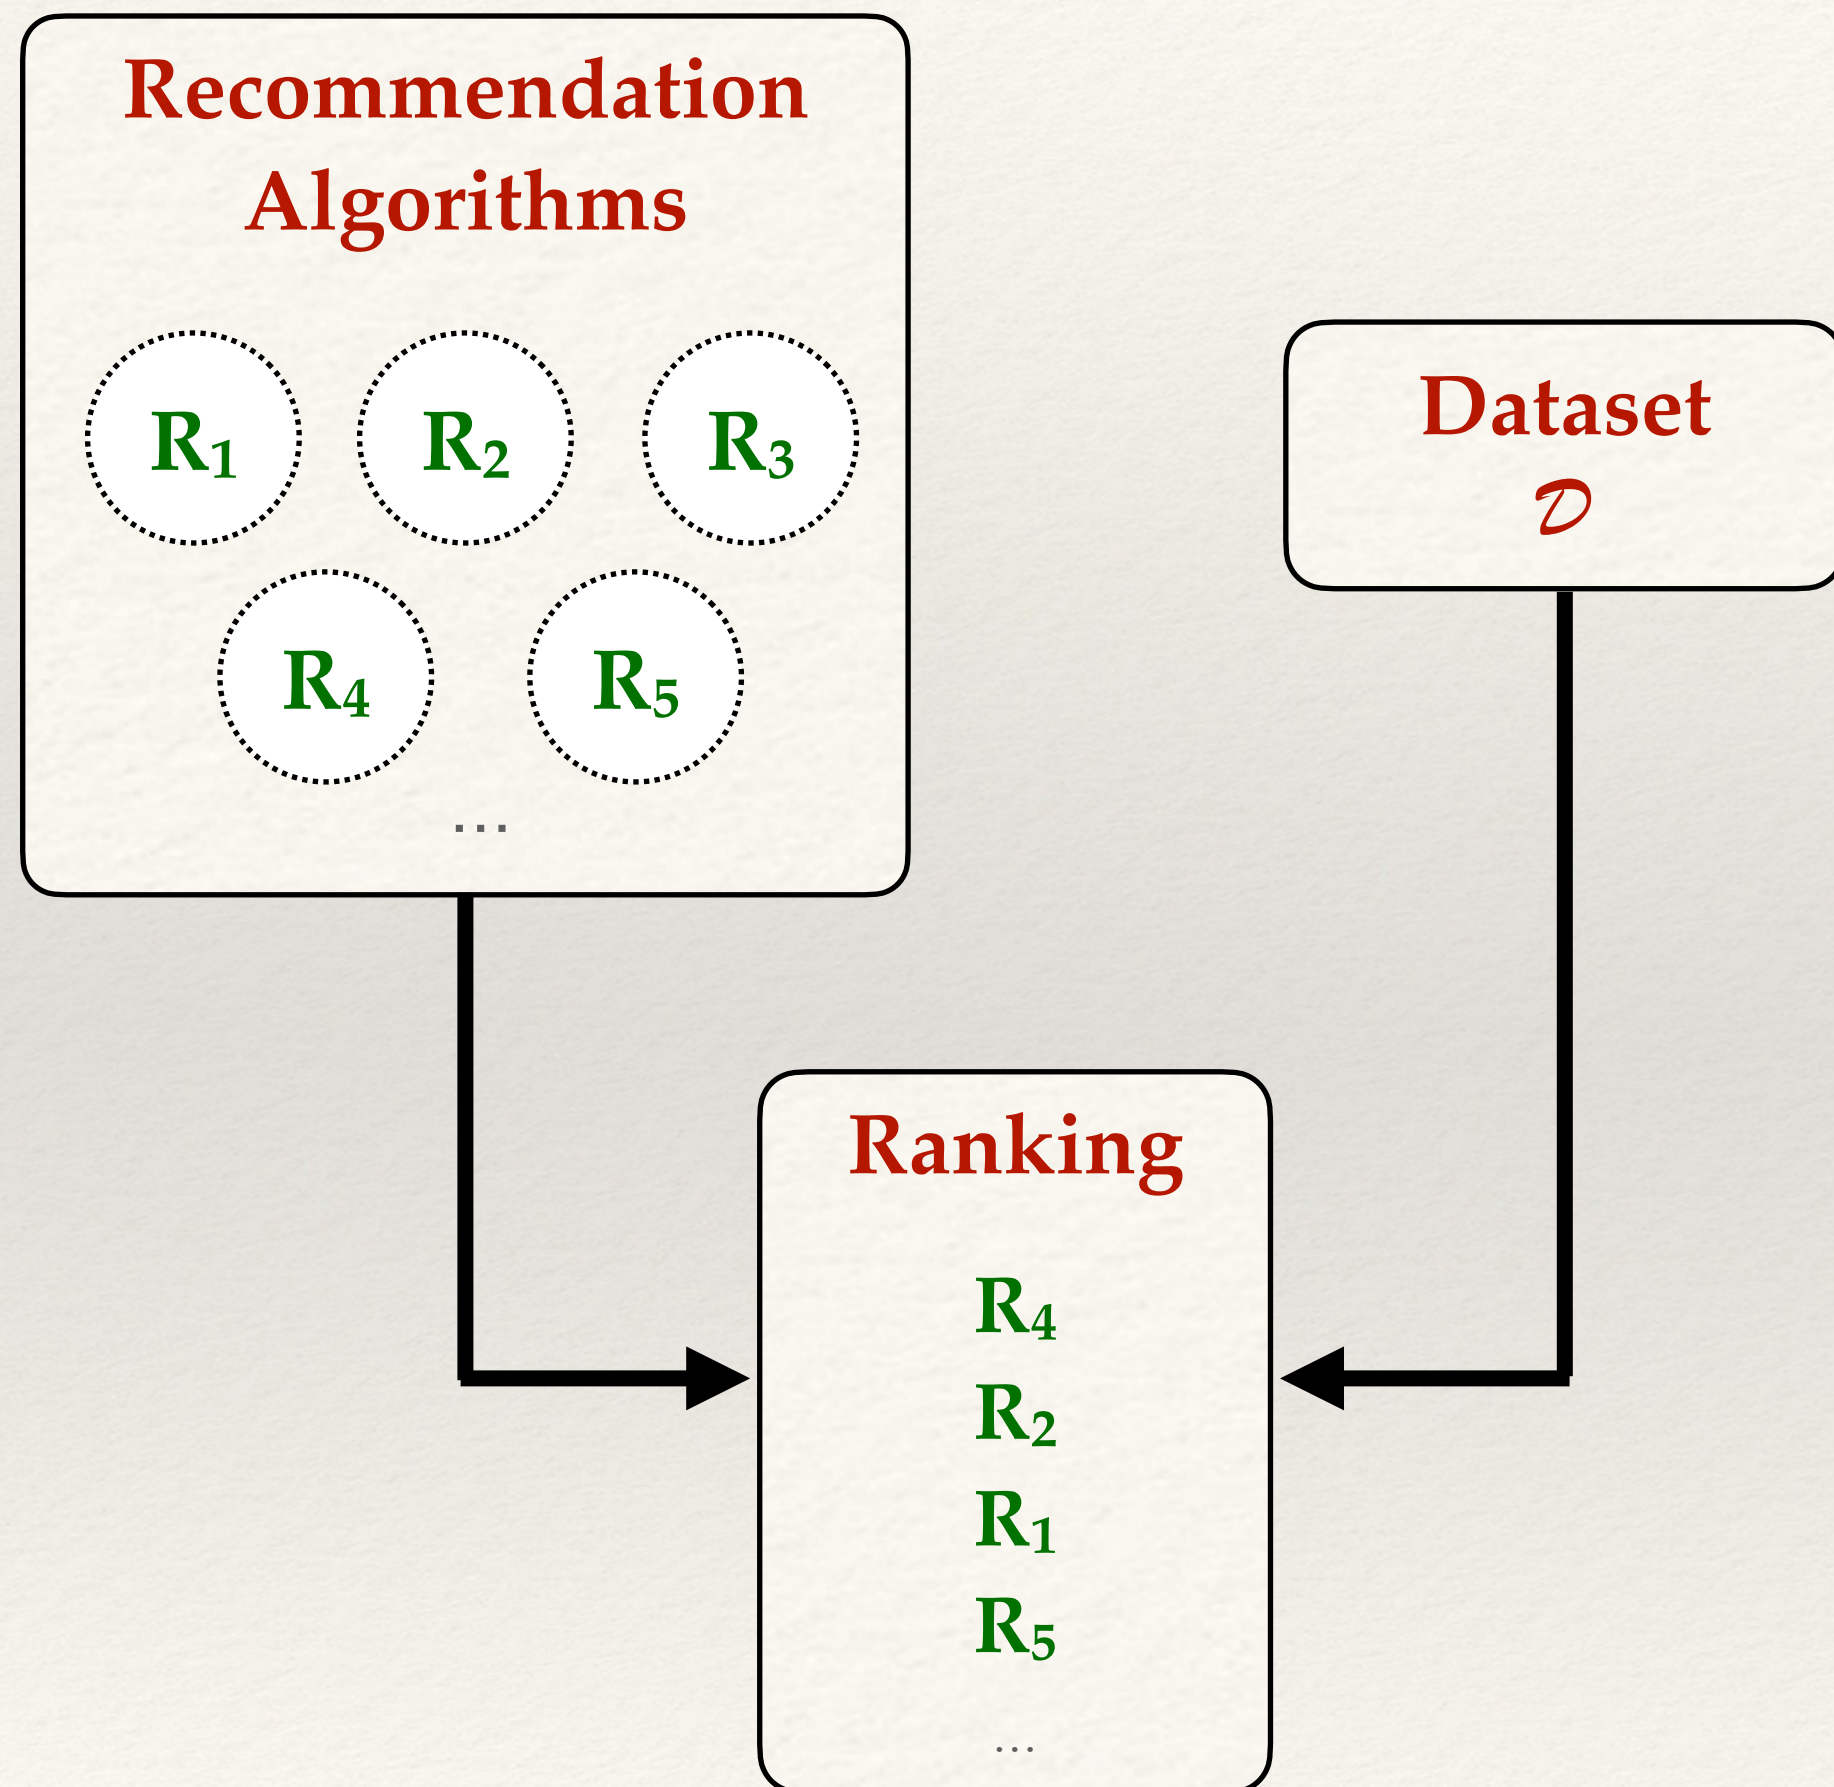 Recommendation
Algorithms
R₁ R₂ R₃
R₄ R₅
...
Dataset
𝒟
Ranking
R₄
R₂
R₁
R₅
...